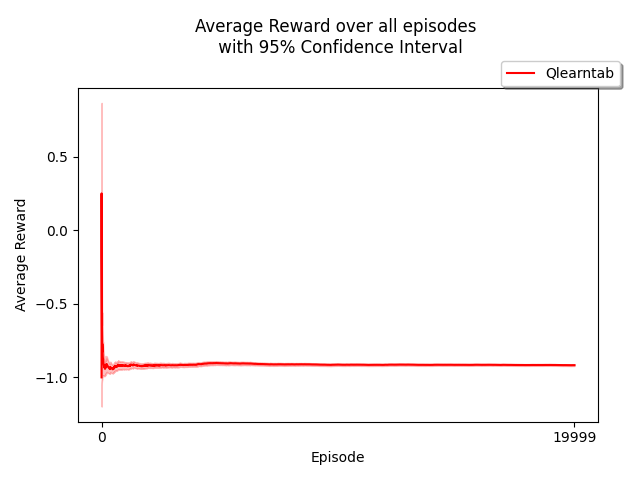 Average Reward over all episodes
with 95% Confidence Interval
Qlearntab
Average Reward
0.5
0.0
−0.5
−1.0
0
19999
Episode